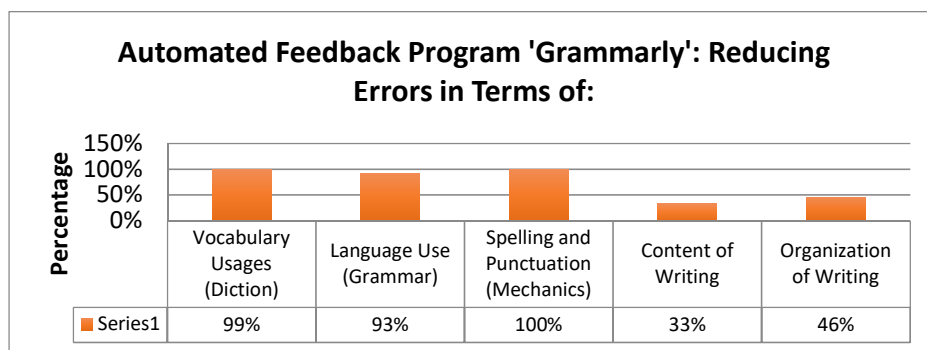 Automated Feedback Program 'Grammarly': Reducing
Errors in Terms of:
Percentage
150%
100%
50%
0%
Vocabulary
Usages
(Diction)
Language Use
(Grammar)
Spelling and
Punctuation
(Mechanics)
Content of
Writing
Organization
of Writing
Series1 99% 93% 100% 33% 46%